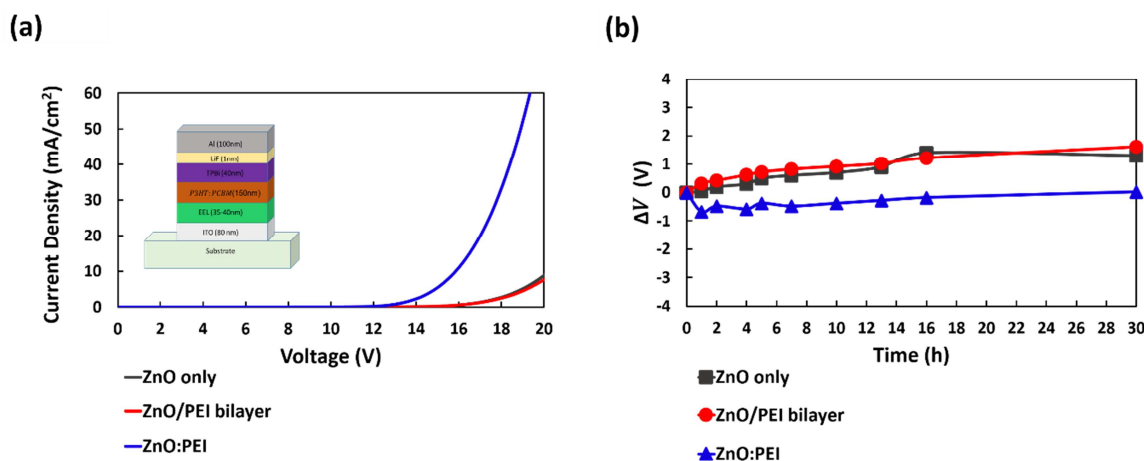 (a)
Current Density (mA/cm²)
60
50
40
30
20
10
0
Al (100nm)
LiF (1nm)
TPBi (40nm)
P3HT: PCBM(150nm)
EEL (35-40nm)
ITO (80 nm)
Substrate
0 2 4 6 8 10 12 14 16 18 20
Voltage (V)
ZnO only
ZnO/PEI bilayer
ZnO:PEI
(b)
ΔV (V)
4
3
2
1
0
-1
-2
-3
-4
0 2 4 6 8 10 12 14 16 18 20 22 24 26 28 30
Time (h)
ZnO only
ZnO/PEI bilayer
ZnO:PEI